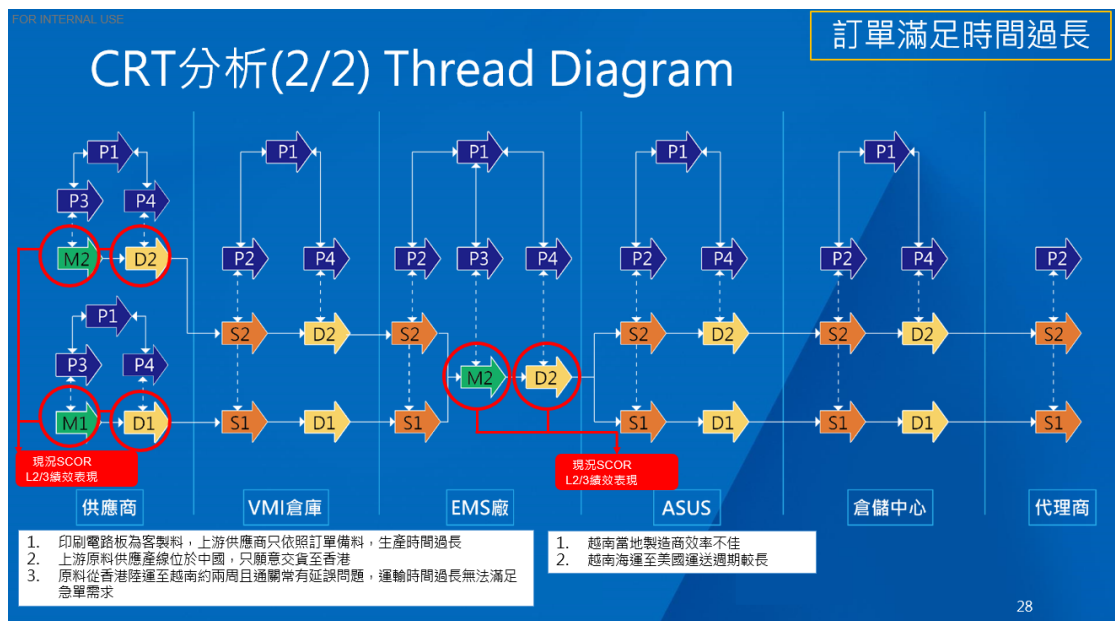 FOR INTERNAL USE
訂單滿足時間過長
CRT分析(2/2) Thread Diagram
P1
P1
P1
P1
P1
P3
P4
P2
P4
P2
P3
P4
P2
P4
P2
P4
P2
M2
D2
P1
S2
D2
S2
S2
D2
S2
D2
S2
P3
P4
M2
D2
M1
D1
S1
D1
S1
S1
D1
S1
D1
S1
現況SCOR
L2/3績效表現
現況SCOR
L2/3績效表現
供應商
VMI倉庫
EMS廠
ASUS
倉儲中心
代理商
1. 印刷電路板為客製料，上游供應商只依照訂單備料，生產時間過長
2. 上游原料供應產線位於中國，只願意交貨至香港
3. 原料從香港陸運至越南約兩周且通關常有延誤問題，運輸時間過長無法滿足
急單需求
1. 越南當地製造商效率不佳
2. 越南海運至美國運送週期較長
28